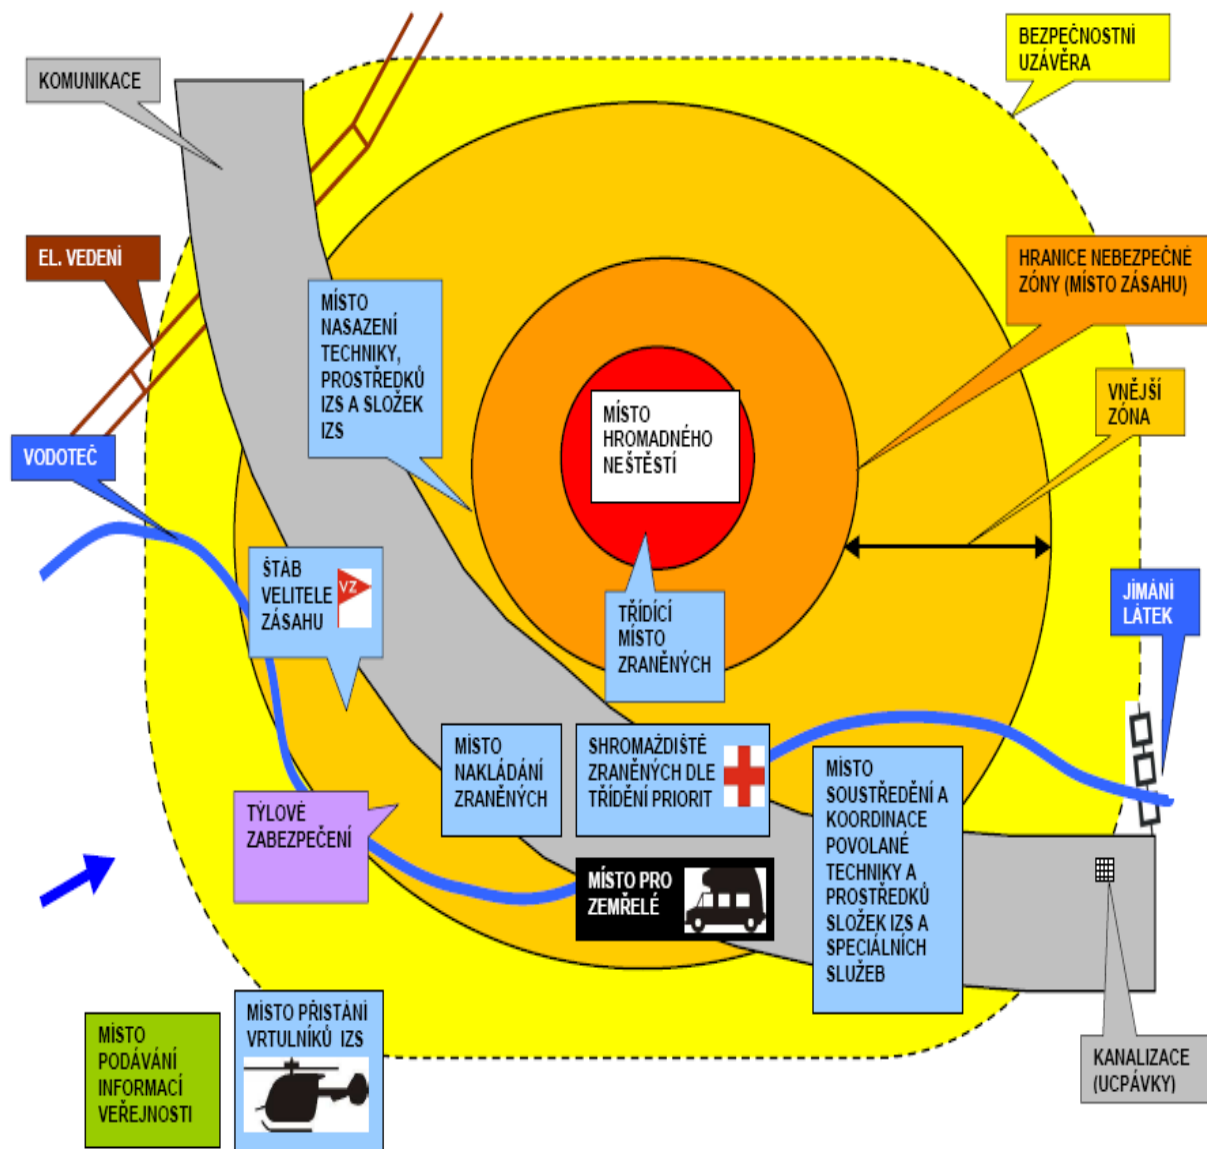 BEZPEČNOSTNÍ
UZÁVĚRA
KOMUNIKACE
EL. VEDENÍ
HRANICE NEBEZPEČNÉ
ZÓNY (MÍSTO ZÁSAHU)
MÍSTO
NASAZENÍ
TECHNIKY,
PROSTŘEDKŮ
IZS A SLOŽEK
IZS
VNĚJŠÍ
ZÓNA
MÍSTO
HROMADNÉHO
NEŠTĚSTÍ
VODOTEČ
ŠTÁB
VELITELE
ZÁSAHU
VZ
JÍMÁNÍ
LÁTEK
TŘÍDÍCÍ
MÍSTO
ZRANĚNÝCH
MÍSTO
NAKLÁDÁNÍ
ZRANĚNÝCH
SHROMAŽDIŠTĚ
ZRANĚNÝCH DLE
TŘÍDĚNÍ PRIORIT
MÍSTO
SOUSTŘEDĚNÍ A
KOORDINACE
POVOLANÉ
TECHNIKY A
PROSTŘEDKŮ
SLOŽEK IZS A
SPECIÁLNÍCH
SLUŽEB
TÝLOVÉ
ZABEZPEČENÍ
MÍSTO PRO
ZEMŘELÉ
MÍSTO PŘISTÁNÍ
VRTULNÍKŮ IZS
MÍSTO
PODÁVÁNÍ
INFORMACÍ
VEŘEJNOSTI
KANALIZACE
(UCPÁVKY)